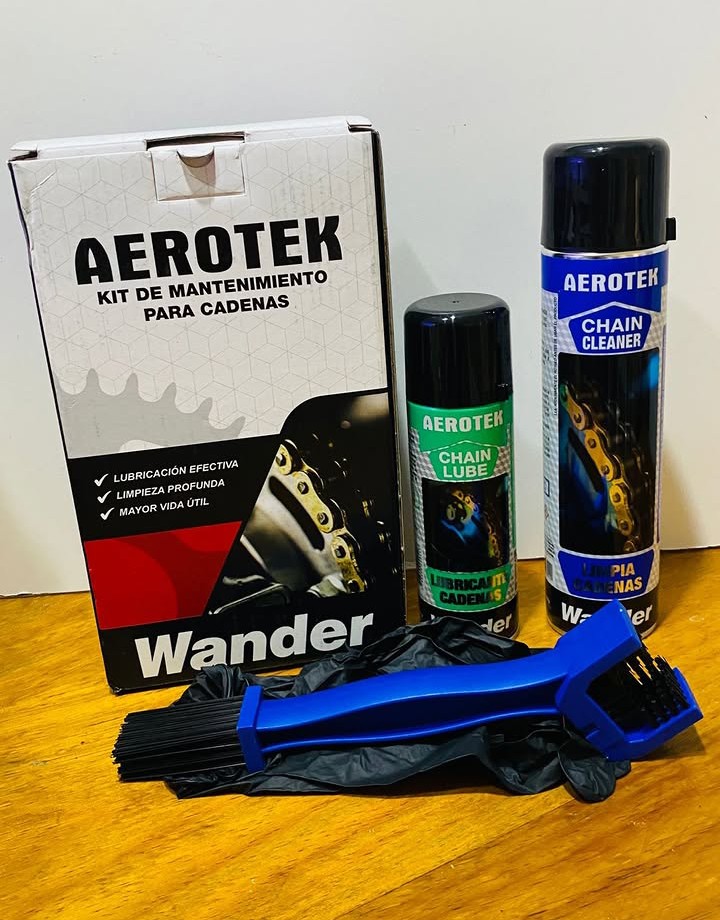 AEROTEK
KIT DE MANTENIMIENTO
PARA CADENAS
LUBRICACIÓN EFECTIVA
LIMPIEZA PROFUNDA
MAYOR VIDA ÚTIL
Wander
AEROTEK
CHAIN
LUBE
LUBRICANTE
CADENAS
Wander
AEROTEK
CHAIN
CLEANER
LIMPIA
CADENAS
Wander